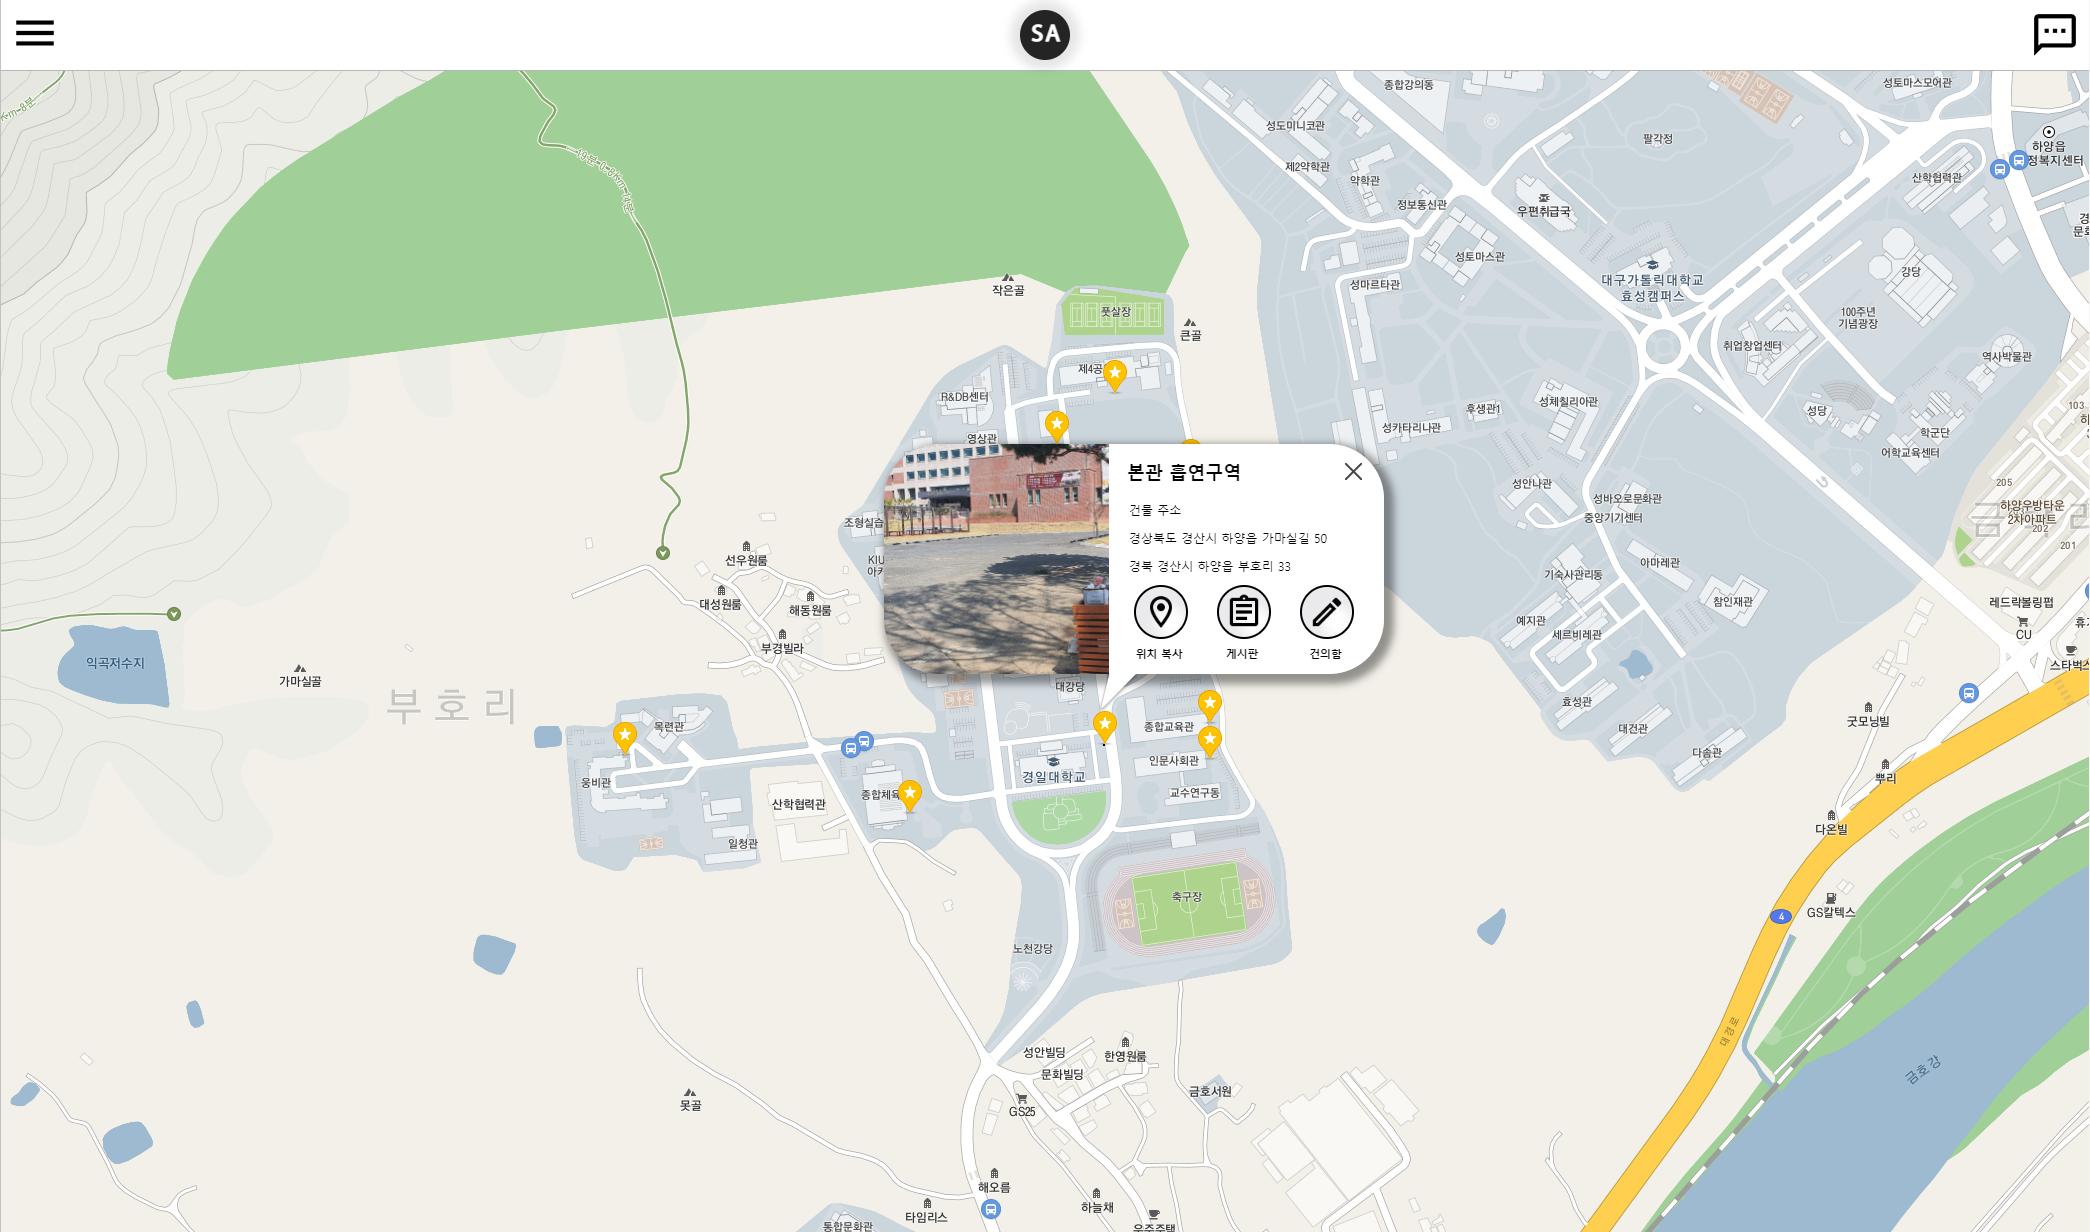 SA
종합강의동
성토마스모어관
성도미니코관
팔각정
하양읍
정복지센터
제2약학관
약학관
산학협력관
정보통신관
우편취급국
성토마스관
대구가톨릭대학교
효성캠퍼스
강당
성마르타관
작은골
풋살장
큰골
100주년
기념광장
취업창업센터
역사박물관
제4공
R&DB센터
후생관1
성체칠리아관
성당
103
영상관
성카타리나관
학군단
어학교육센터
본관 흡연구역
건물 주소
경상북도 경산시 하양읍 가마실길 50
경북 경산시 하양읍 부호리 33
위치 복사
게시판
건의함
성안나관
성바오로문화관
중앙기기센터
205
하양우방타운
2차아파트
202
201
조형실습
KIU
아키
선우원룸
대성원룸
해동원룸
부경빌라
기숙사관리동
아마레관
참인재관
예지관
세르비레관
레드락볼링펍
CU
스타벅스
익곡저수지
가마실골
부호리
대강당
목련관
종합교육관
효성관
대건관
다솜관
굿모닝빌
경일대학교
인문사회관
웅비관
종합체육
산학협력관
교수연구동
뿌리
일청관
다온빌
축구장
GS칼텍스
4
노천강당
대경로
금호강
성안빌딩
한영원룸
문화빌딩
금호서원
못골
GS25
해오름
타임리스
하늘채
통합문화관
우주주택